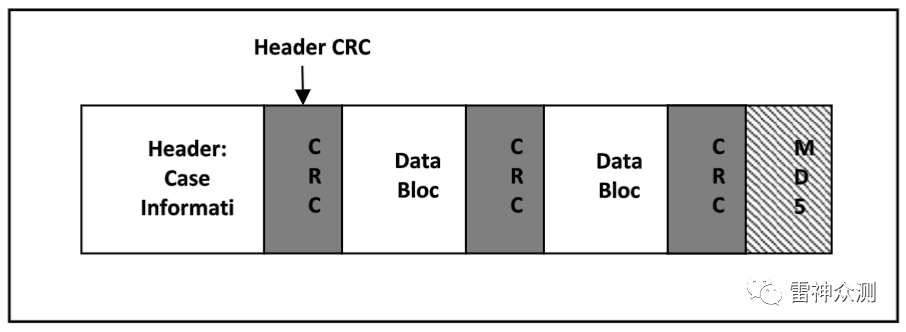 Header CRC
Header:
Case
Informati
C
R
C
Data
Bloc
C
R
C
Data
Bloc
C
R
C
M
D
5
雷神众测